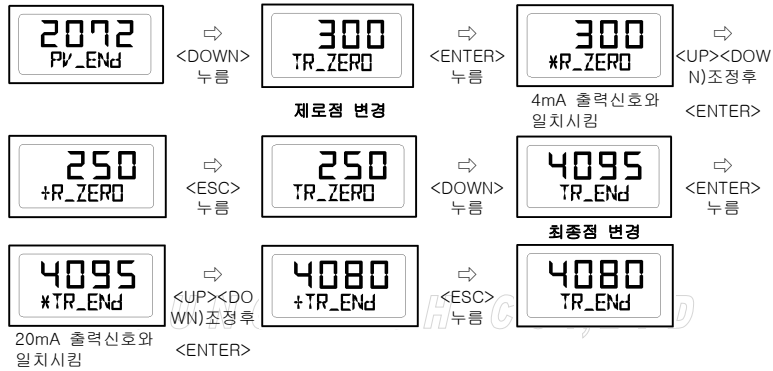 2072
PV_ENd
⇨
<DOWN>
누름
300
TR_ZERO
제로점 변경
⇨
<ENTER>
누름
300
*R_ZERO
4mA 출력신호와
일치시킴
⇨
<UP><DOW
N)조정후
<ENTER>
250
+R_ZERO
⇨
<ESC>
누름
250
TR_ZERO
⇨
<DOWN>
누름
4095
TR_ENd
최종점 변경
⇨
<ENTER>
누름
4095
*TR_ENd
20mA 출력신호와
일치시킴
⇨
<UP><DO
WN)조정후
<ENTER>
4080
+TR_ENd
⇨
<ESC>
누름
4080
TR_ENd